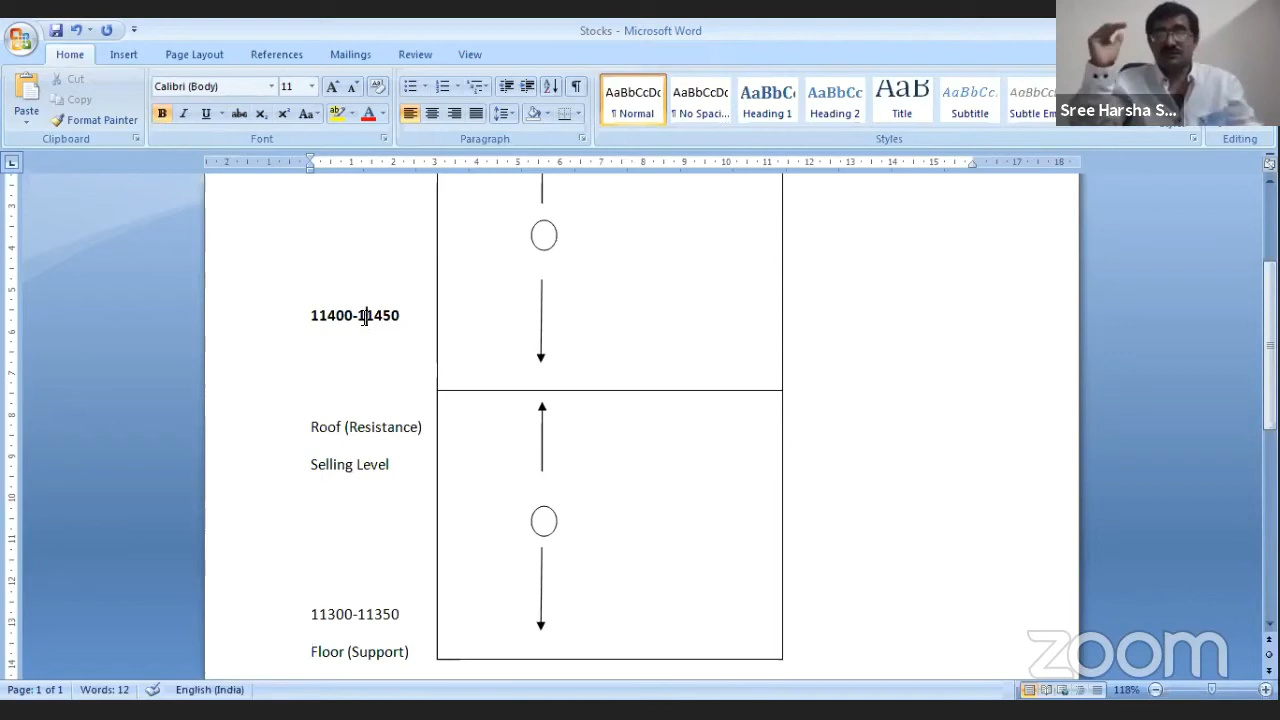 Stocks - Microsoft Word
Home Insert Page Layout References Mailings Review View
Paste
Cut
Copy
Format Painter
Clipboard
Calibri (Body) 11
Font
Paragraph
AaBbCcDc AaBbCcDc AaBbCc AaBbCc AaB AaBbCc. AaBbCcD
¶ Normal ¶ No Spaci... Heading 1 Heading 2 Title Subtitle Subtle Em
Styles
Editing
Sree Harsha S...
11400-11450
Roof (Resistance)
Selling Level
11300-11350
Floor (Support)
zoom
Page: 1 of 1 Words: 12 English (India) 118%